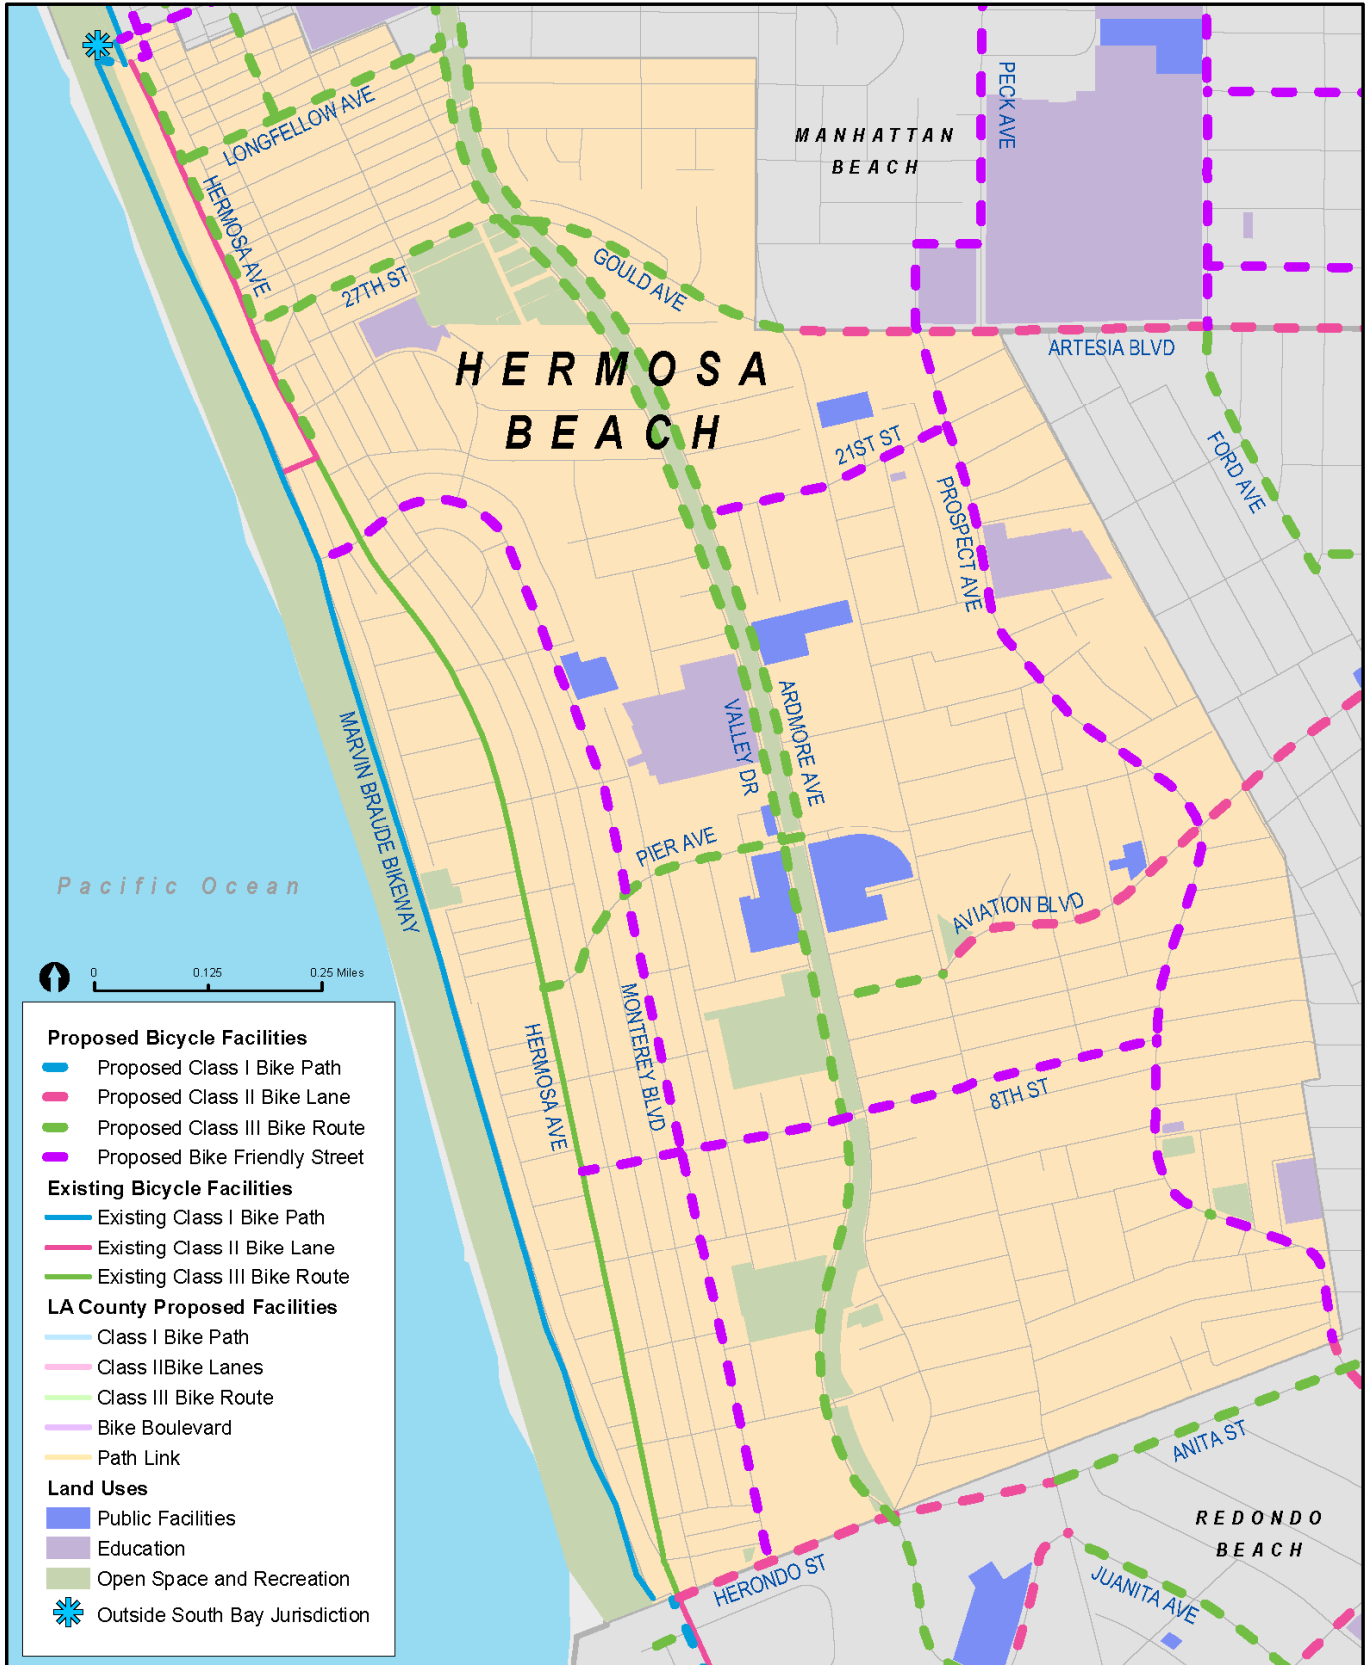 LONGFELLOW AVE
HERMOSA AVE
27TH ST
GOULD AVE
MANHATTAN
BEACH
PECK AVE
ARTESIA BLVD
HERMOSA
BEACH
21ST ST
PROSPECT AVE
FORD AVE
MARVIN BRAUDE BIKEWAY
VALLEY DR
ARDMORE AVE
PIER AVE
AVIATION BLVD
Pacific Ocean
0 0.125 0.25 Miles
HERMOSA AVE
MONTEREY BLVD
8TH ST
HERONDO ST
ANITA ST
REDONDO
BEACH
JUANITA AVE
Proposed Bicycle Facilities
Proposed Class I Bike Path
Proposed Class II Bike Lane
Proposed Class III Bike Route
Proposed Bike Friendly Street
Existing Bicycle Facilities
Existing Class I Bike Path
Existing Class II Bike Lane
Existing Class III Bike Route
LA County Proposed Facilities
Class I Bike Path
Class IIBike Lanes
Class III Bike Route
Bike Boulevard
Path Link
Land Uses
Public Facilities
Education
Open Space and Recreation
Outside South Bay Jurisdiction